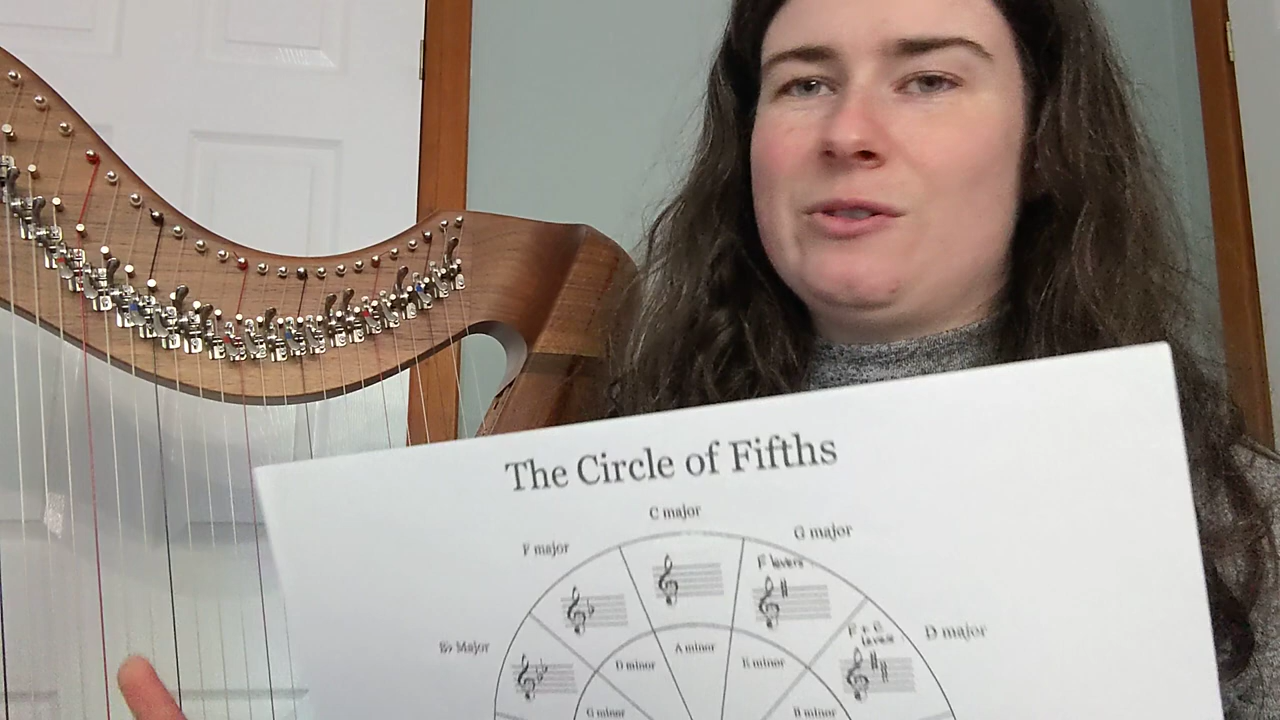 The Circle of Fifths
C major
F major
G major
F levers
B♭ Major
F + C
levers
D major
D minor
A minor
E minor
G minor
B minor